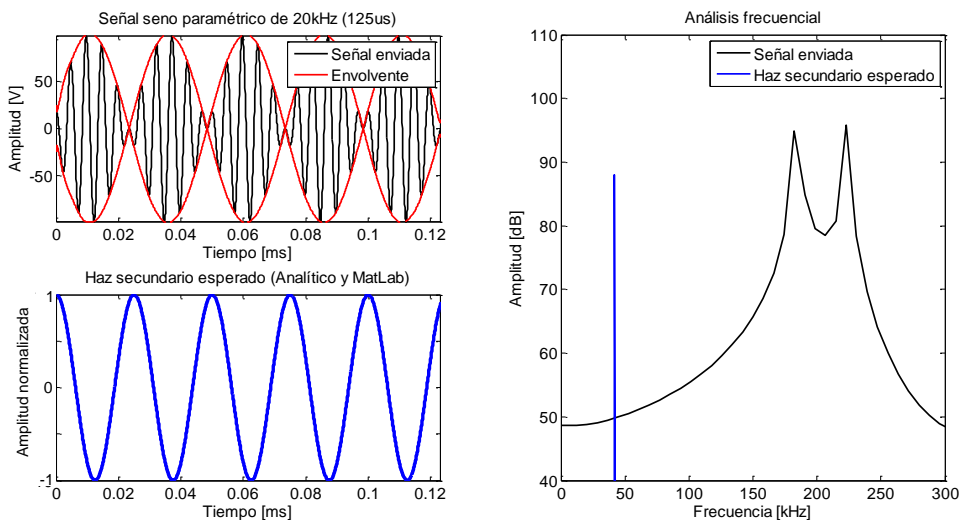 Señal seno paramétrico de 20kHz (125us)
Señal enviada
Envolvente
Amplitud [V]
50
0
-50
0 0.02 0.04 0.06 0.08 0.1 0.12
Tiempo [ms]
Haz secundario esperado (Analítico y MatLab)
Amplitud normalizada
1
0
-1
0 0.02 0.04 0.06 0.08 0.1 0.12
Tiempo [ms]
Análisis frecuencial
Señal enviada
Haz secundario esperado
Amplitud [dB]
110
100
90
80
70
60
50
40
0 50 100 150 200 250 300
Frecuencia [kHz]